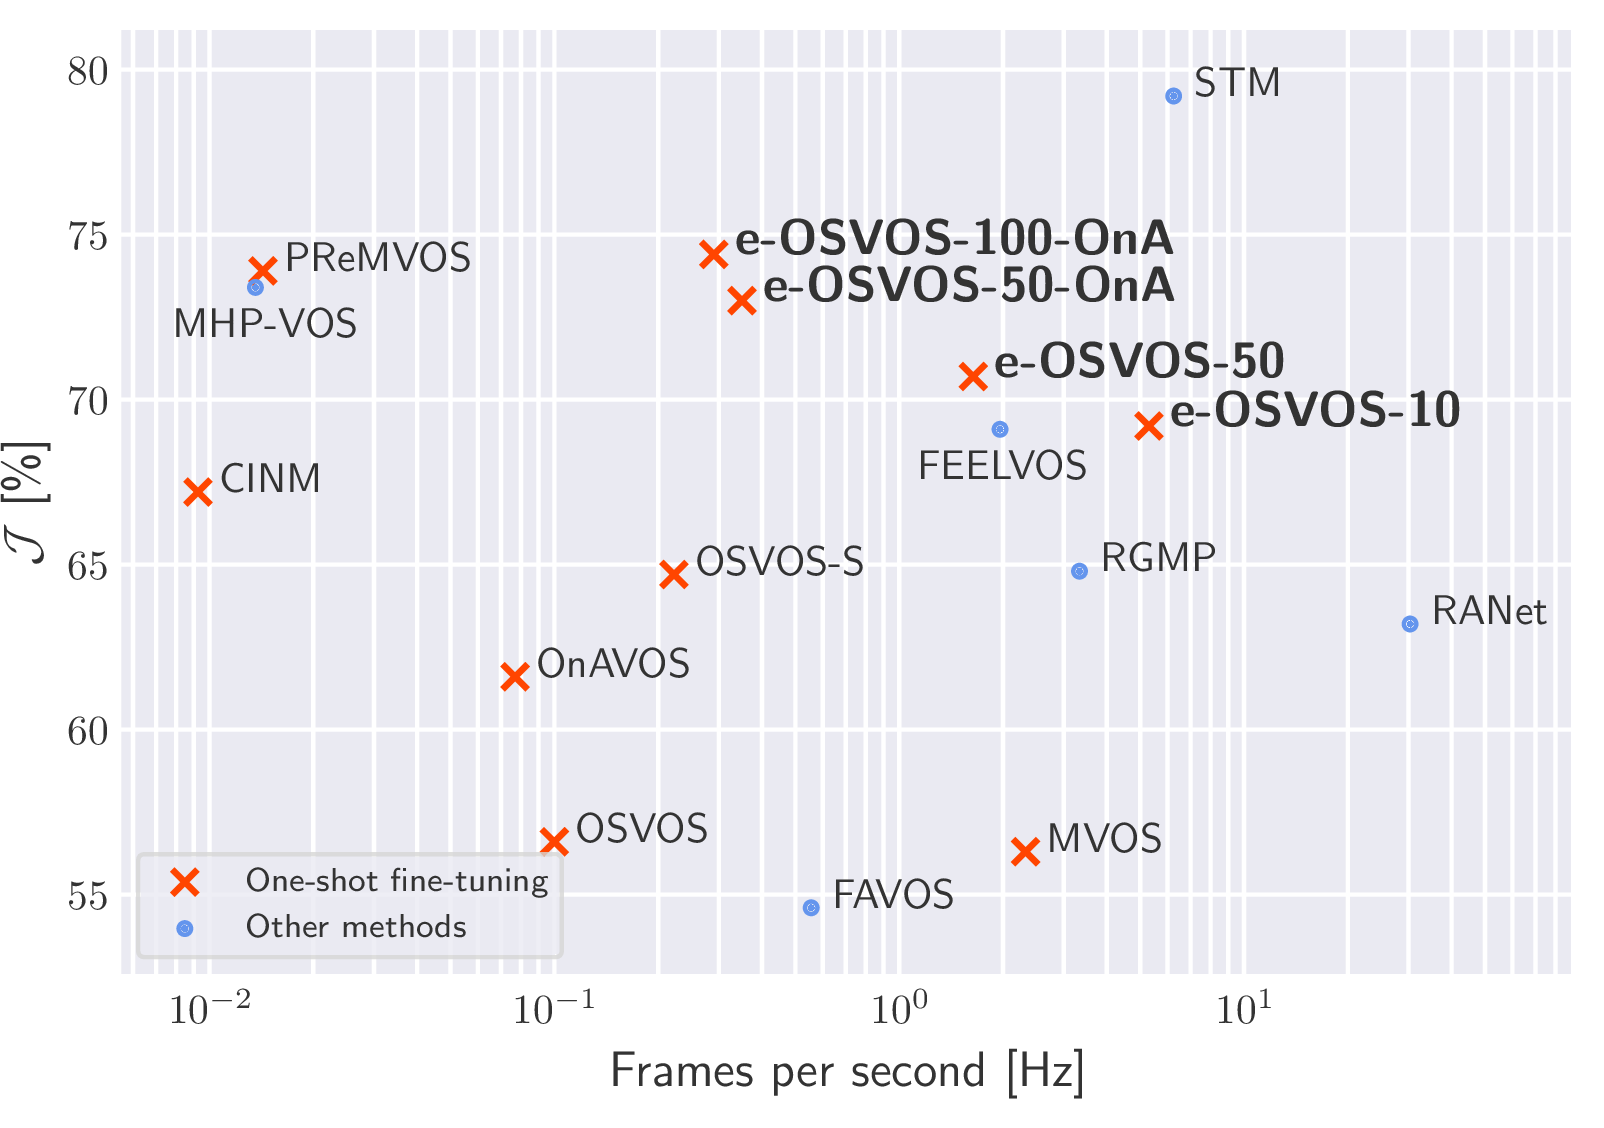 80
STM
75
e-OSVOS-100-OnA
PReMVOS
e-OSVOS-50-OnA
MHP-VOS
e-OSVOS-50
70
e-OSVOS-10
FEELVOS
CINM
𝒥 [%]
65
OSVOS-S
RGMP
RANet
OnAVOS
60
OSVOS
MVOS
One-shot fine-tuning
55
FAVOS
Other methods
10⁻² 10⁻¹ 10⁰ 10¹
Frames per second [Hz]